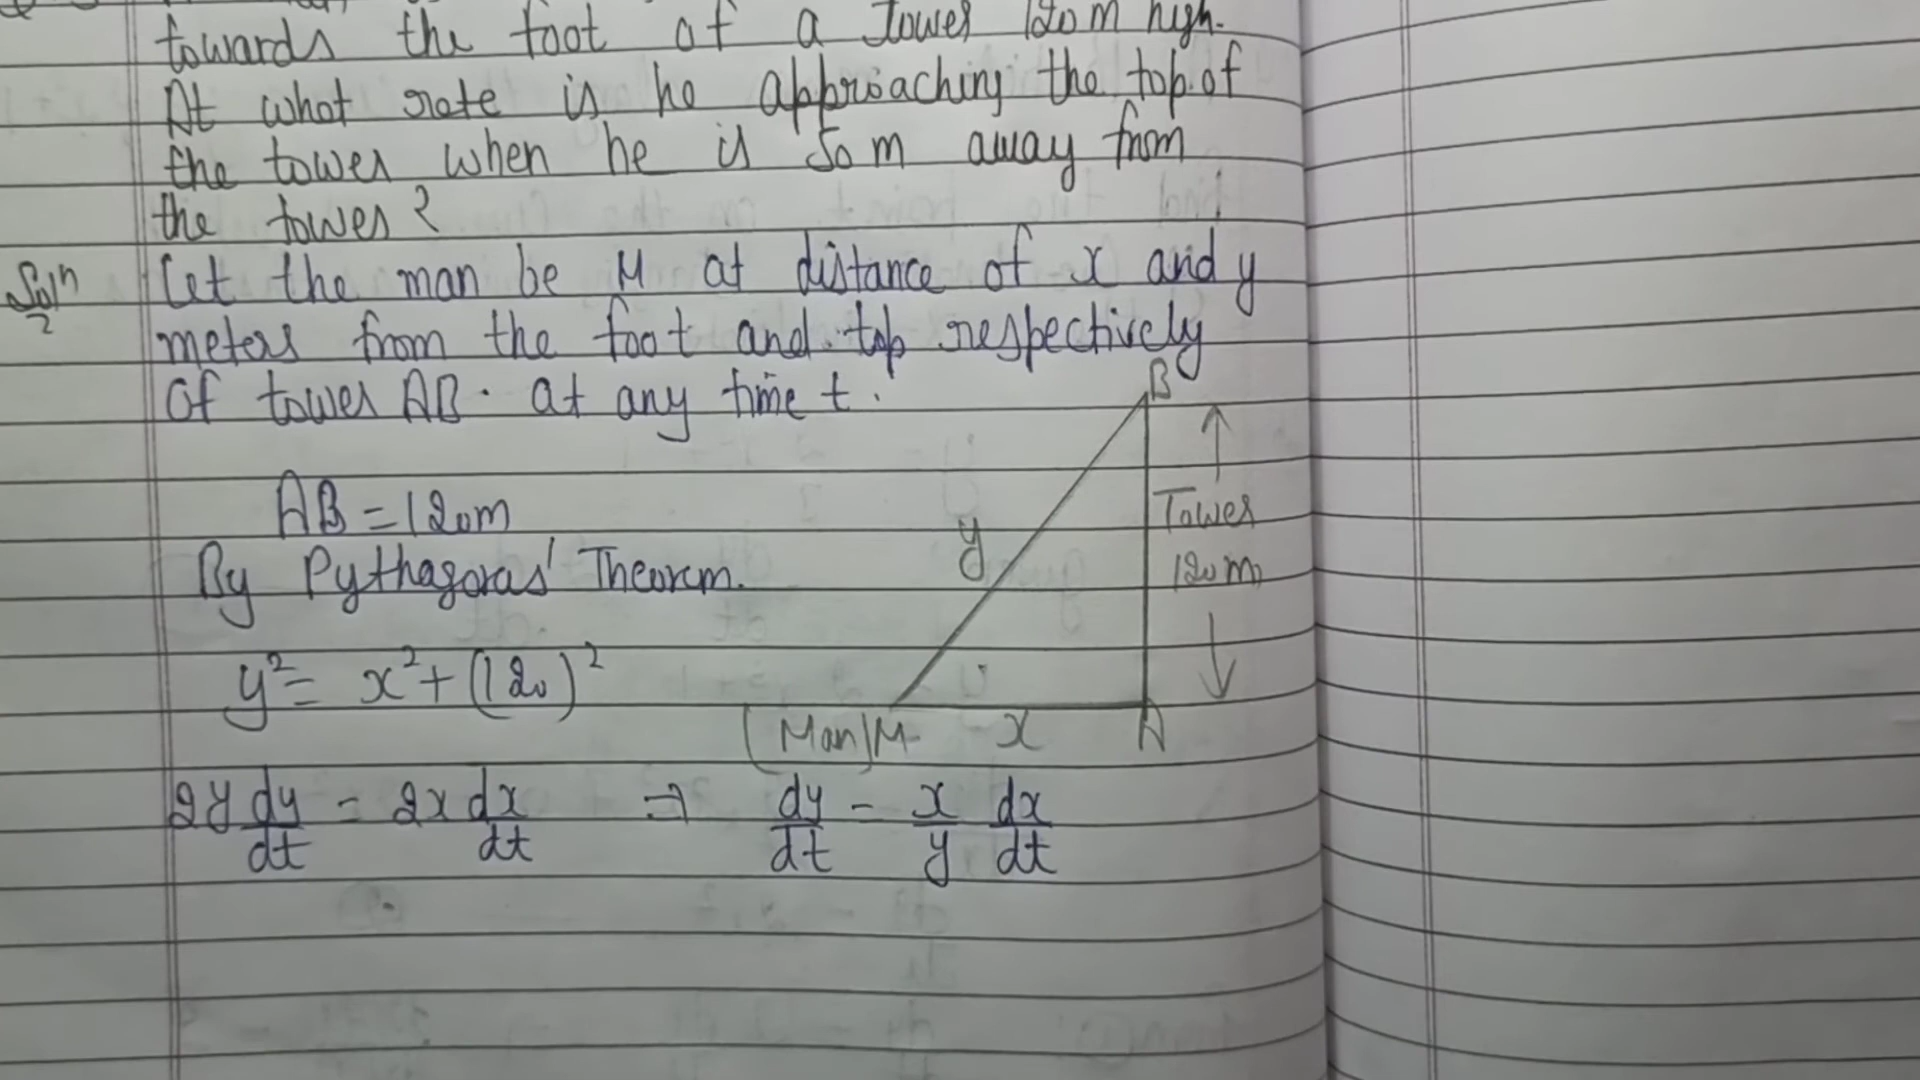 towards the foot of a tower 120m high.
At what rate is he approaching the top of
the tower when he is 50 m away from
the tower?
Soln Let the man be M at distance of x and y
meters from the foot and top respectively
of tower AB. at any time t.
B
AB = 120m
Tower
y
120m
By Pythagoras' Theorem.
y² = x² + (120)²
(Man) M x A
2y dy/dt = 2x dx/dt ⇒ dy/dt = x/y dx/dt